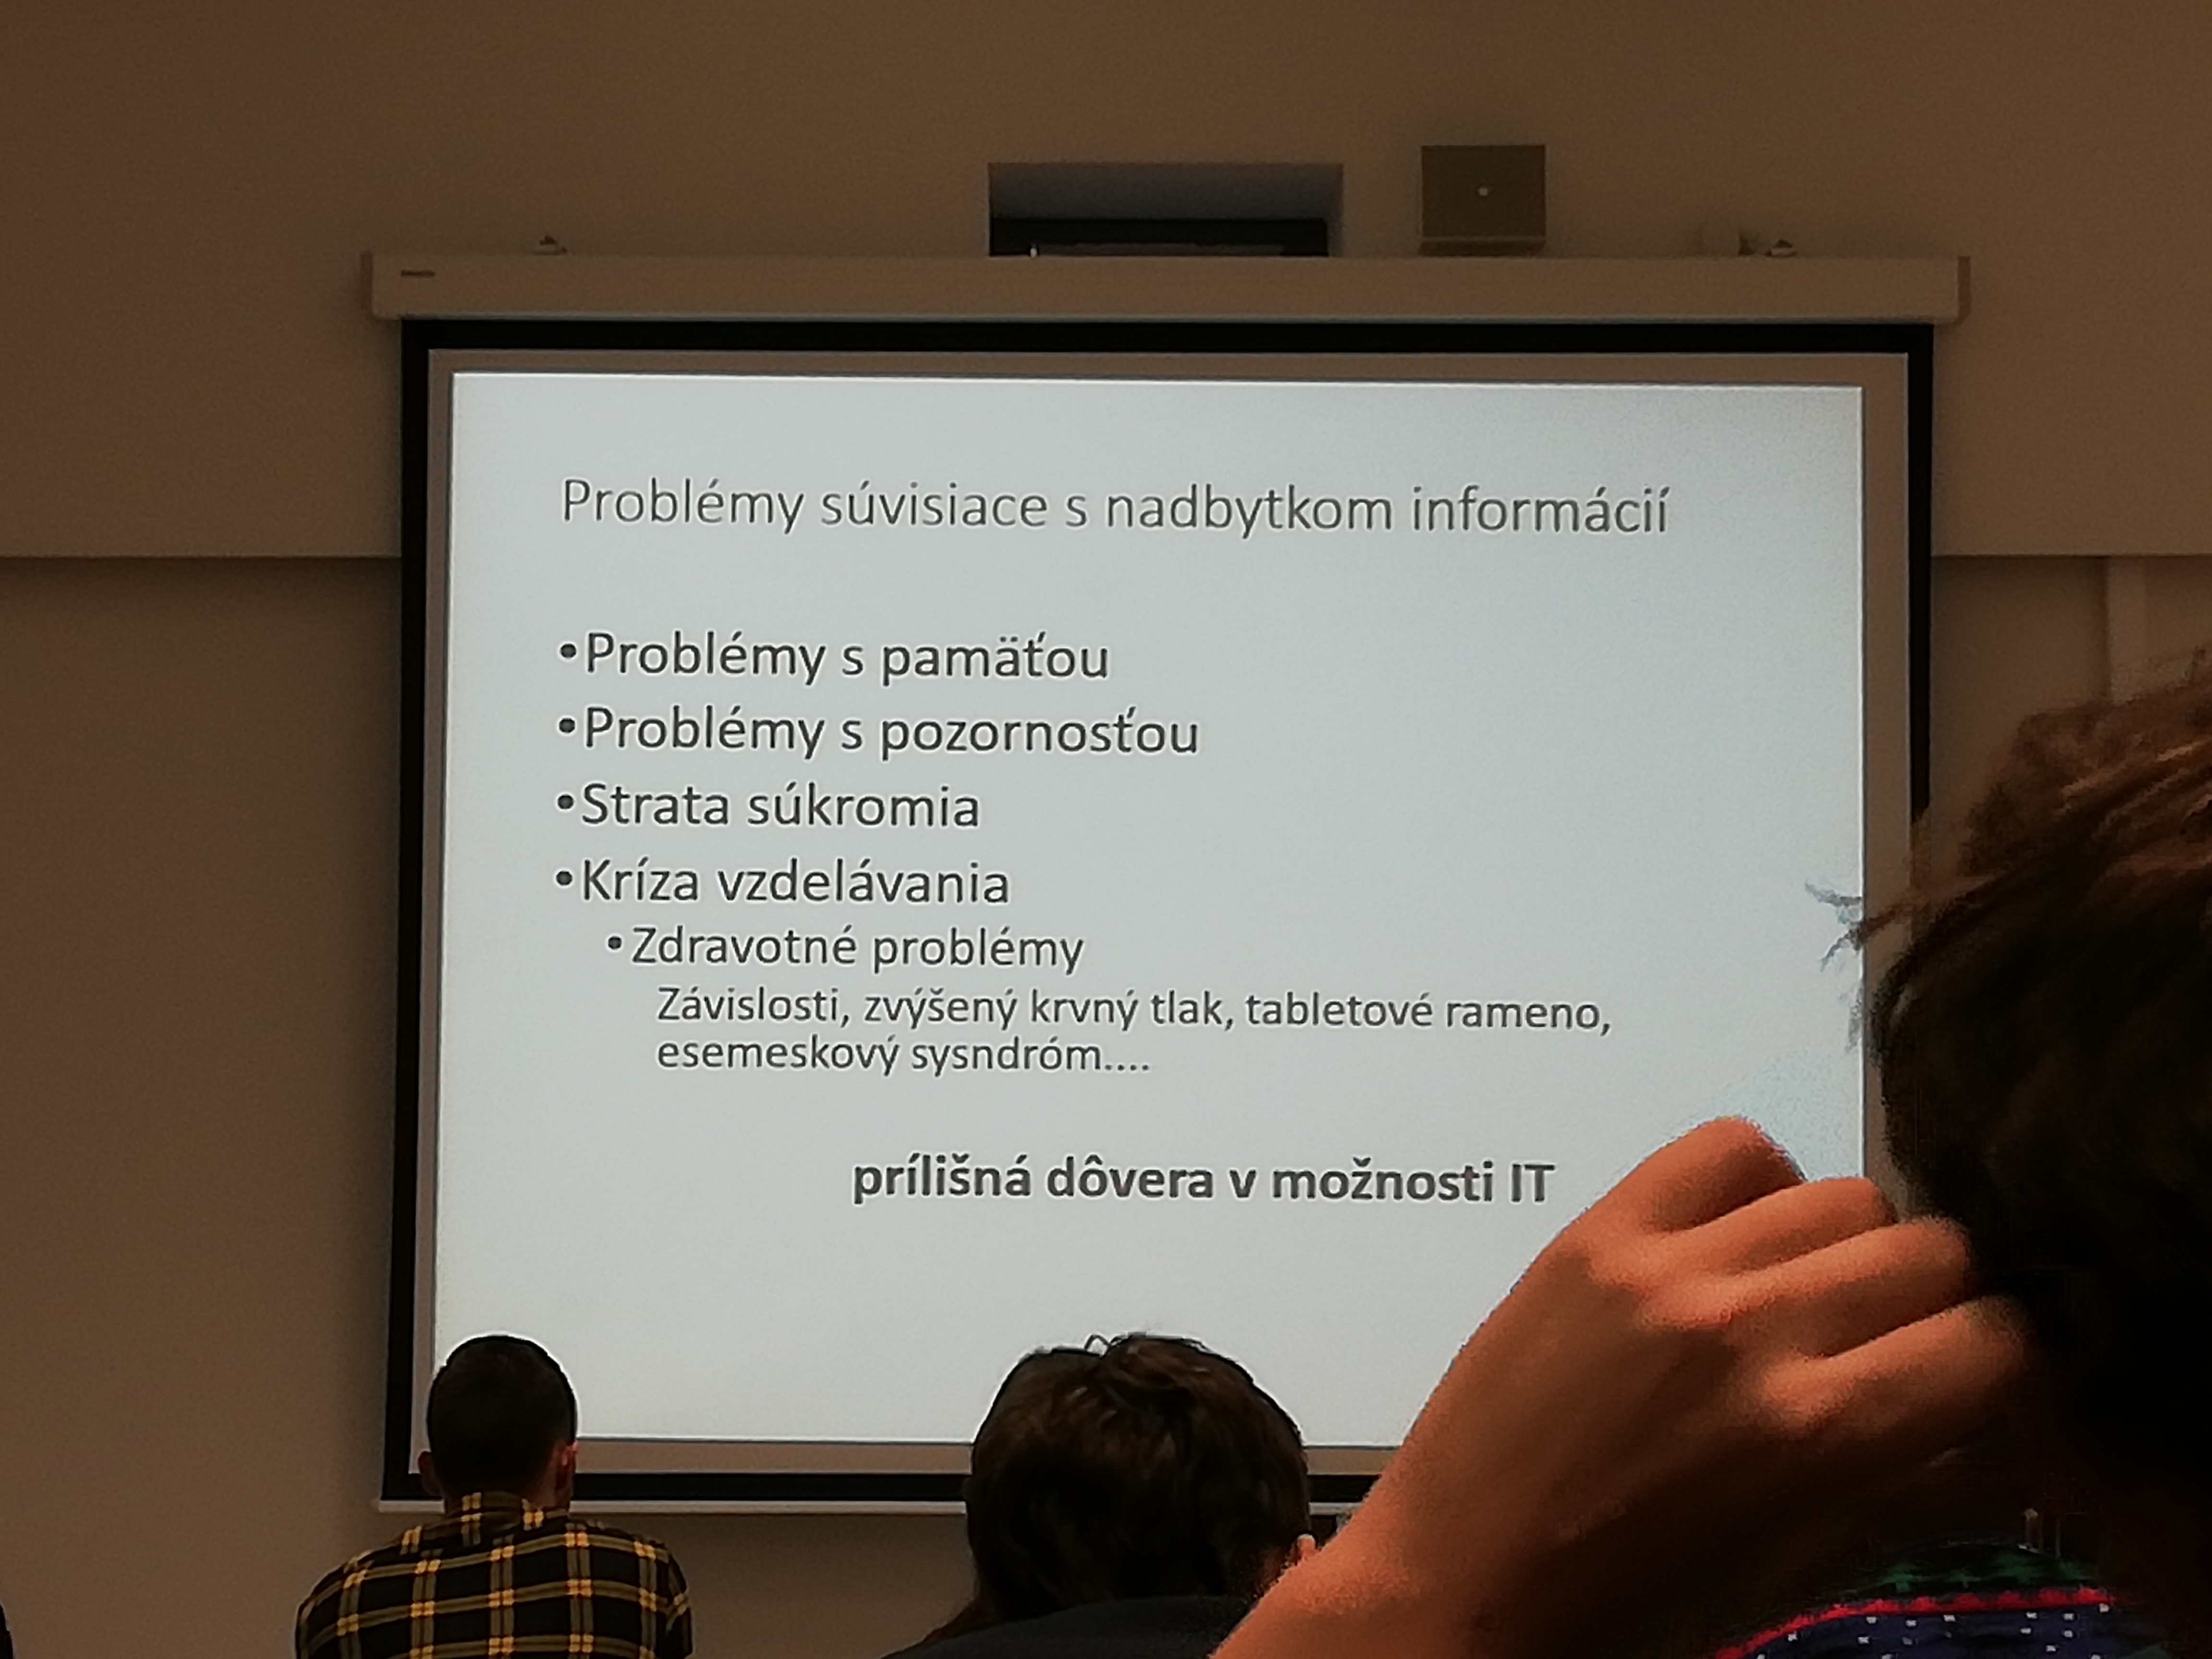 Problémy súvisiace s nadbytkom informácií
•Problémy s pamäťou
•Problémy s pozornosťou
•Strata súkromia
•Kríza vzdelávania
•Zdravotné problémy
Závislosti, zvýšený krvný tlak, tabletové rameno,
esemeskový sysndróm....
prílišná dôvera v možnosti IT